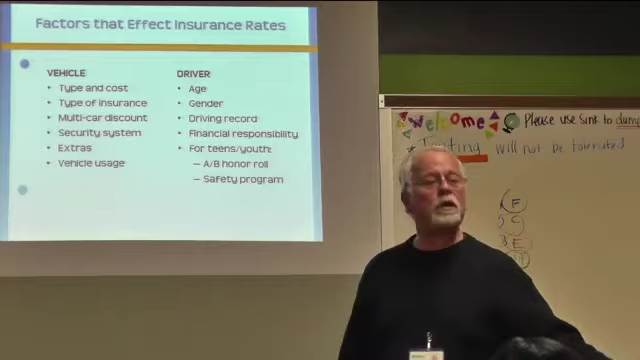 Factors that Effect Insurance Rates
VEHICLE
• Type and cost
• Type of insurance
• Multi-car discount
• Security system
• Extras
• Vehicle usage
DRIVER
• Age
• Gender
• Driving record
• Financial responsibility
• For teens/youth:
– A/B honor roll
– Safety program
welcome
Please use Sink to dump
will not be tolerated
F
S
E